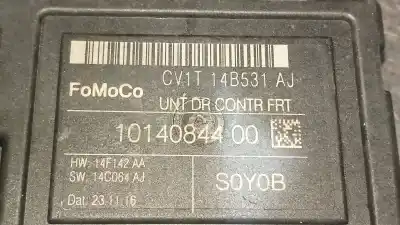 CV1T 14B531 AJ
FoMoCo
UNT DR CONTR FRT
10140844 00
HW: 14F142 AA
SW: 14C064 AJ
S0Y0B
Dat. 23.11.16